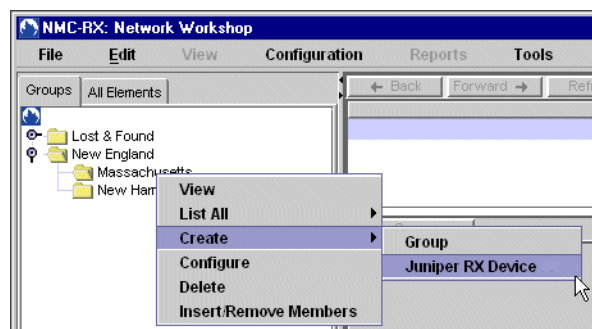 NMC-RX: Network Workshop
File Edit View Configuration Reports Tools
Groups All Elements
Back Forward
Lost & Found
New England
Massachusetts
New
View
List All
Create
Group
Juniper RX Device
Configure
Delete
Insert/Remove Members